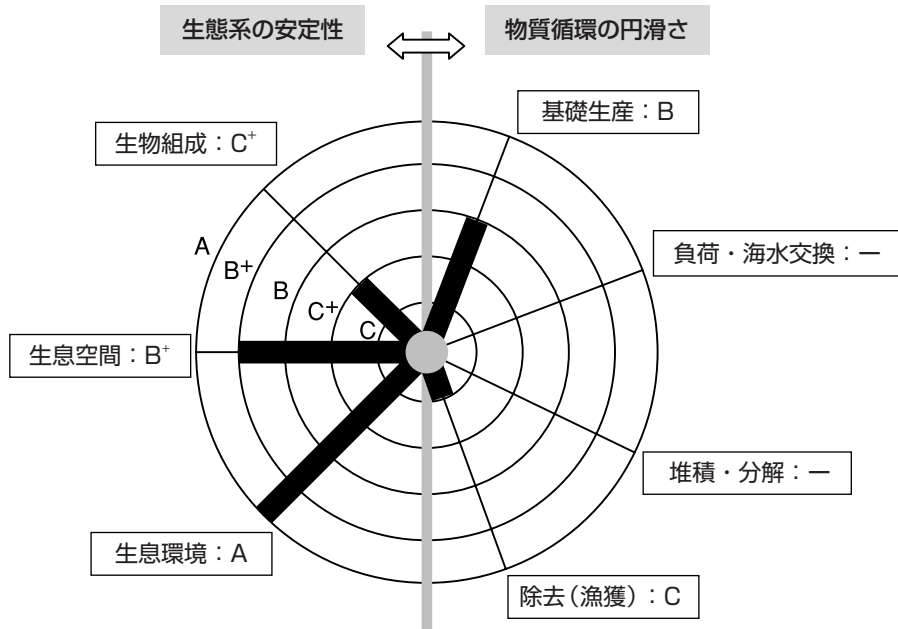 生態系の安定性
物質循環の円滑さ
基礎生産：B
生物組成：C⁺
A
B+
B
C+
C
負荷・海水交換：ー
生息空間：B⁺
堆積・分解：ー
生息環境：A
除去（漁獲）：C